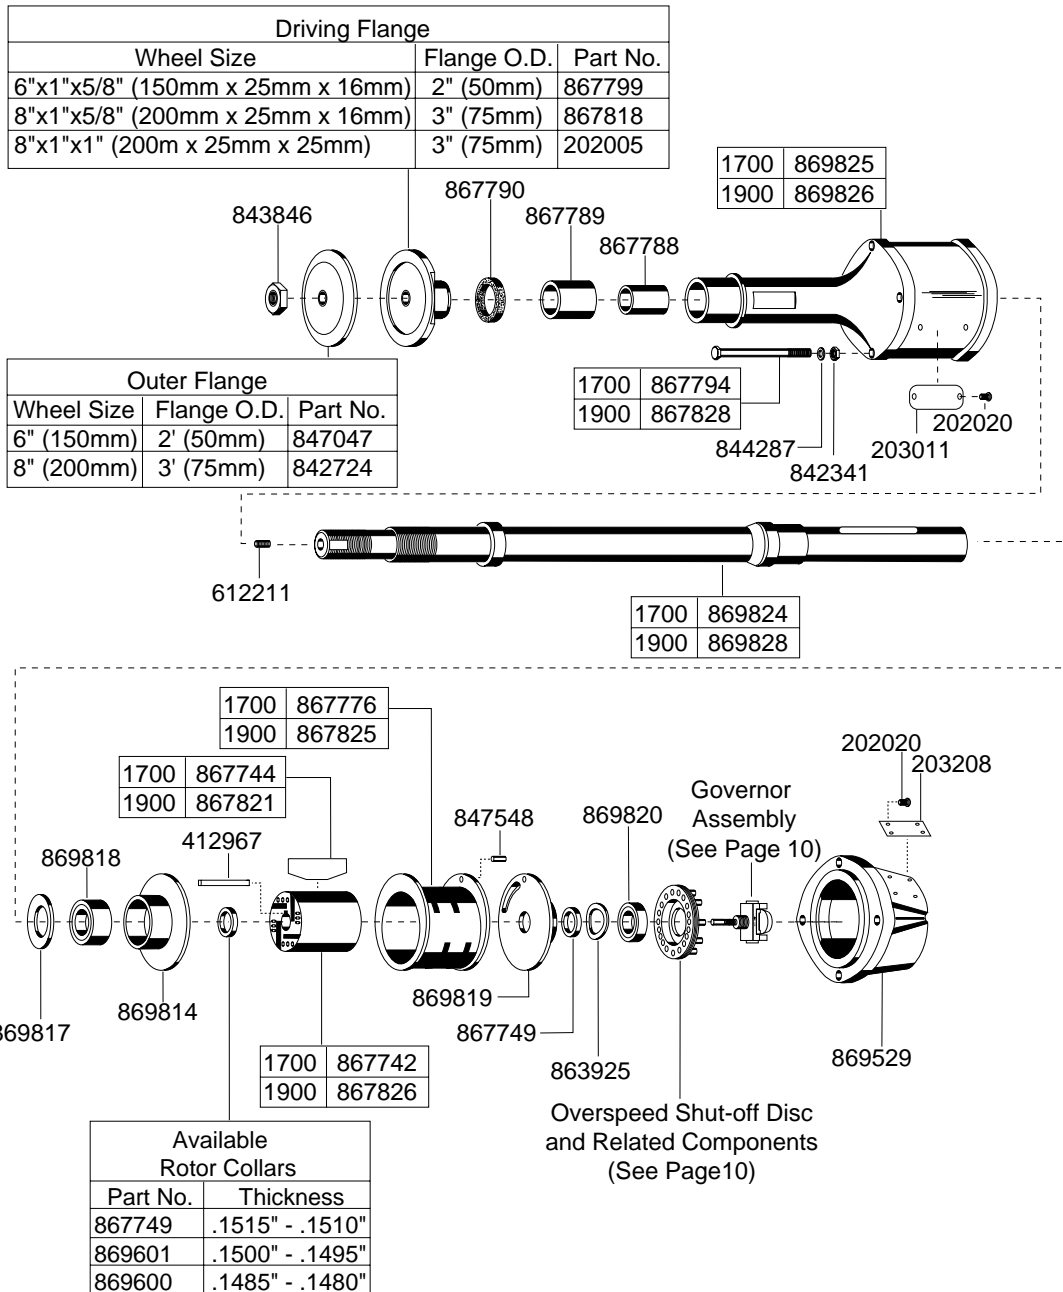 Driving Flange
Wheel Size Flange O.D. Part No.
6"x1"x5/8" (150mm x 25mm x 16mm) 2" (50mm) 867799
8"x1"x5/8" (200mm x 25mm x 16mm) 3" (75mm) 867818
8"x1"x1" (200m x 25mm x 25mm) 3" (75mm) 202005
1700 869825
1900 869826
867790
843846
867789
867788
Outer Flange
Wheel Size Flange O.D. Part No.
6" (150mm) 2' (50mm) 847047
8" (200mm) 3' (75mm) 842724
1700 867794
1900 867828
202020
844287
203011
842341
612211
1700 869824
1900 869828
1700 867776
1900 867825
202020
203208
1700 867744
1900 867821
Governor
Assembly
(See Page 10)
847548
869820
412967
869818
869819
869814
869817
867749
869529
1700 867742
1900 867826
863925
Overspeed Shut-off Disc
and Related Components
(See Page10)
Available
Rotor Collars
Part No. Thickness
867749 .1515" - .1510"
869601 .1500" - .1495"
869600 .1485" - .1480"